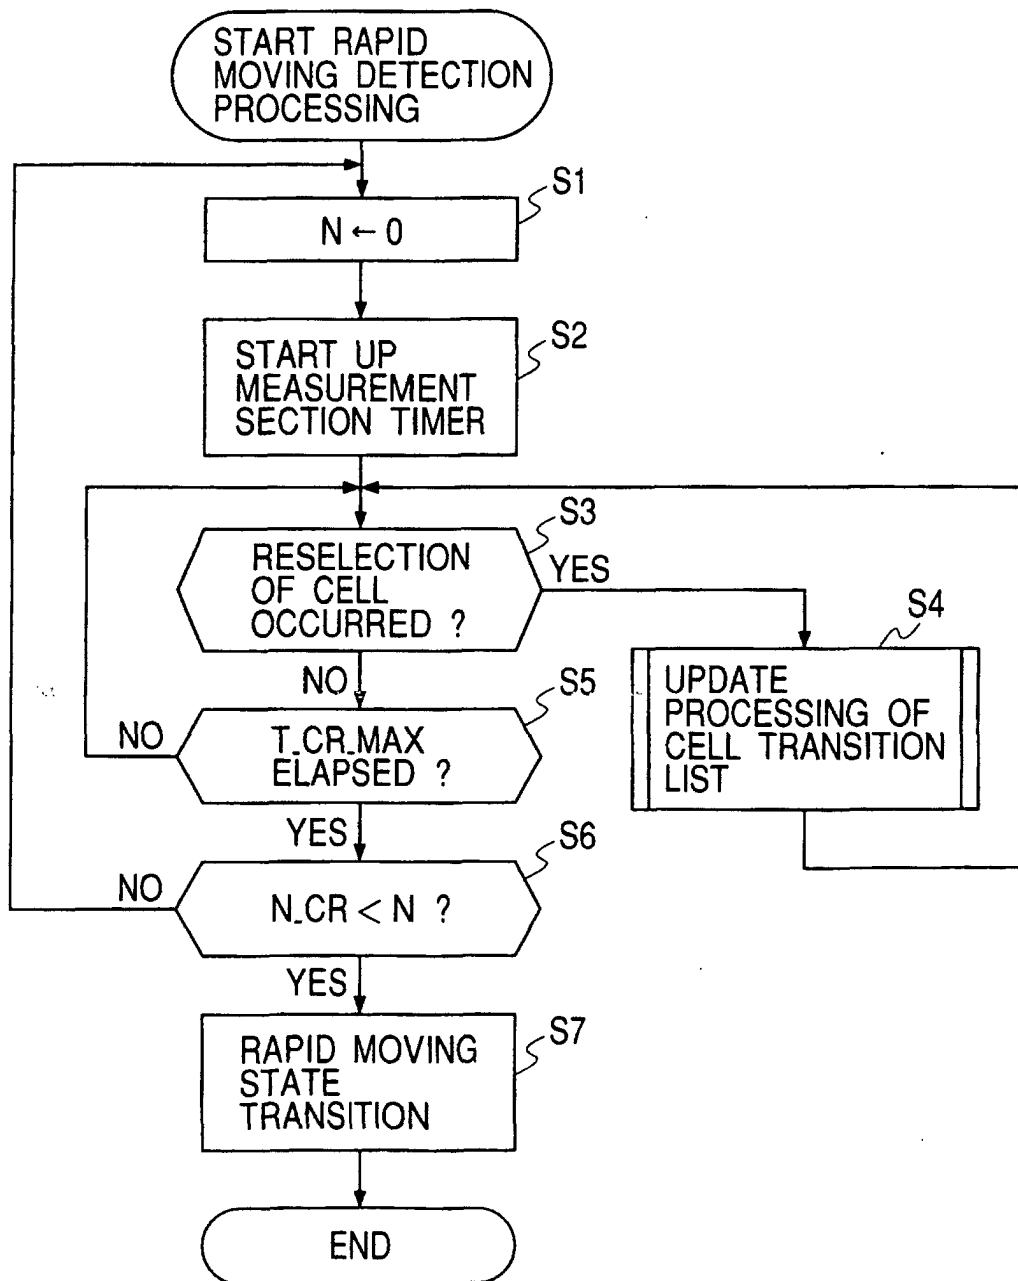 START RAPID
MOVING DETECTION
PROCESSING
S1
N ← 0
S2
START UP
MEASUREMENT
SECTION TIMER
S3
RESELECTION
OF CELL
OCCURRED ?
YES
S4
UPDATE
PROCESSING OF
CELL TRANSITION
LIST
NO
S5
T_CR_MAX
ELAPSED ?
NO
YES
S6
N_CR < N ?
NO
YES
S7
RAPID MOVING
STATE
TRANSITION
END